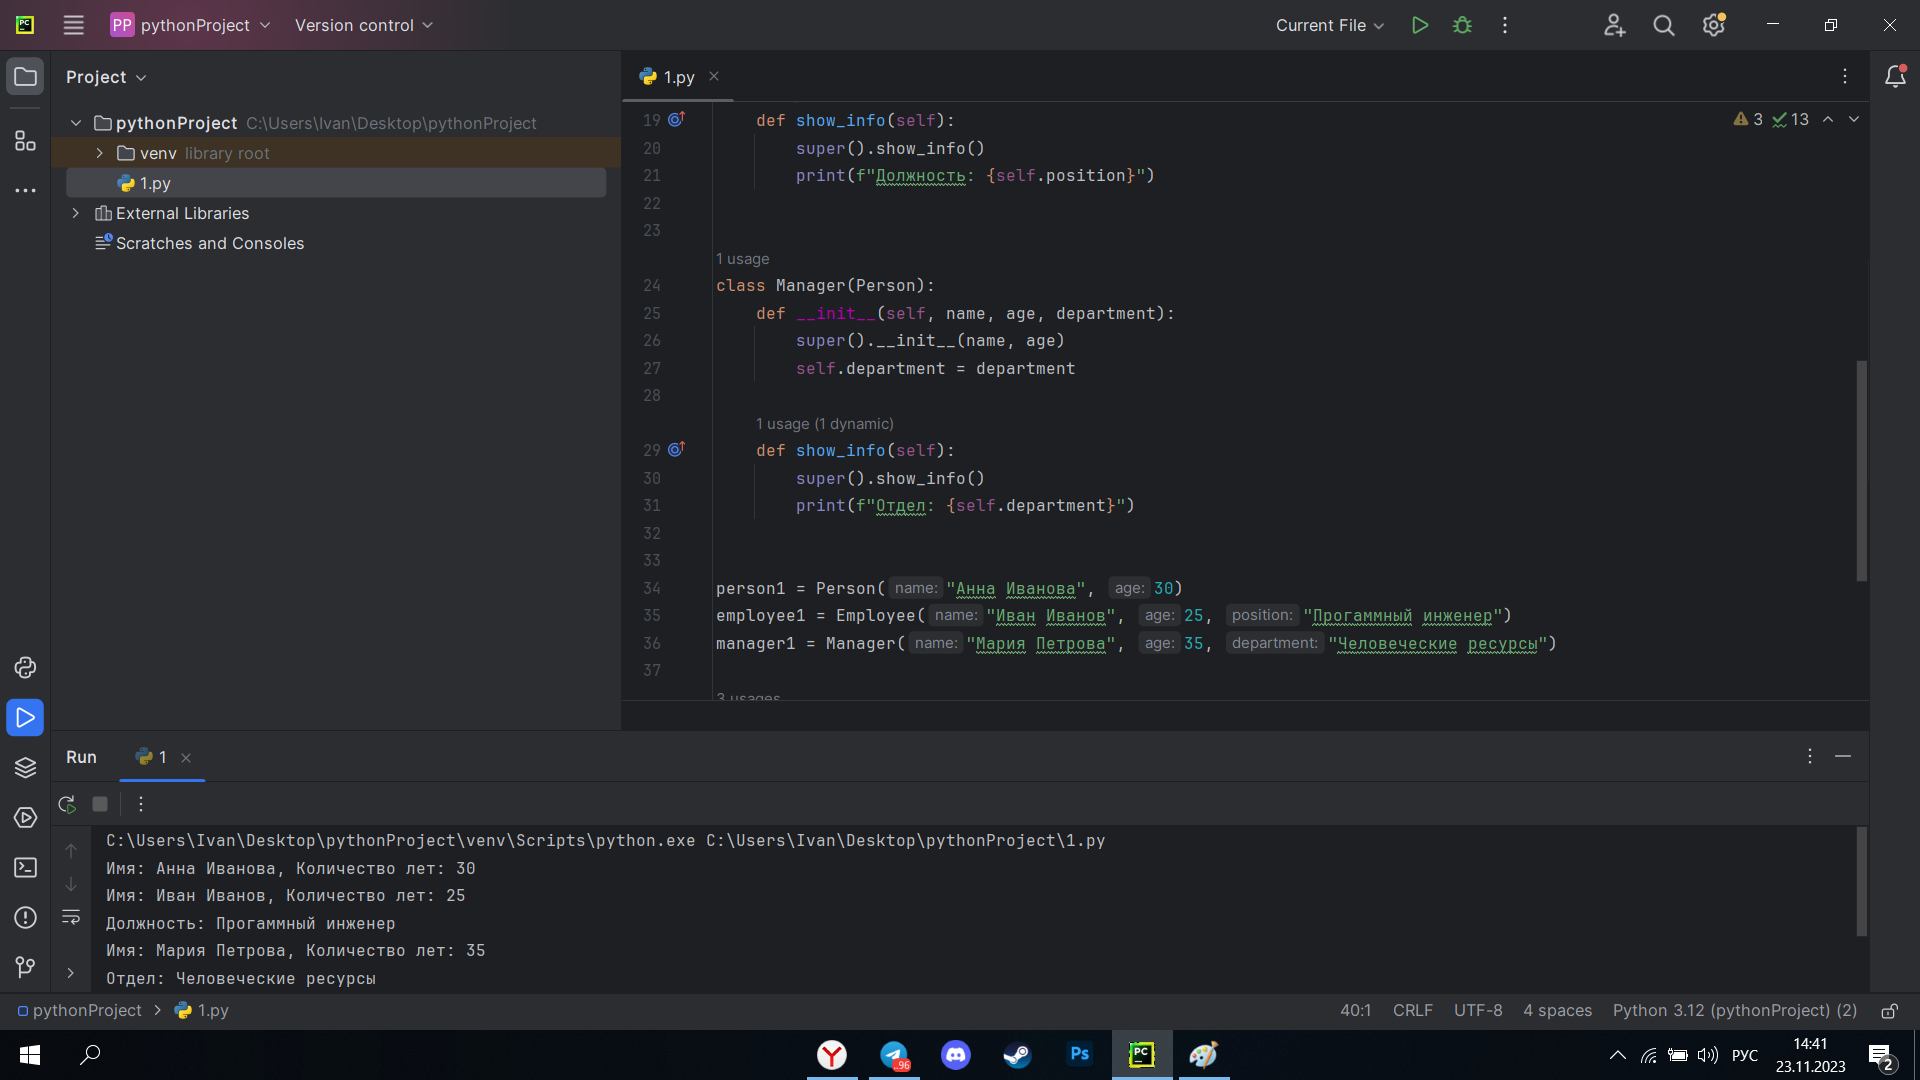 PP pythonProject Version control Current File
Project
1.py
pythonProject C:\Users\Ivan\Desktop\pythonProject
venv library root
1.py
External Libraries
Scratches and Consoles
3 13
19 def show_info(self):
20 super().show_info()
21 print(f"Должность: {self.position}")
22
23
1 usage
24 class Manager(Person):
25 def __init__(self, name, age, department):
26 super().__init__(name, age)
27 self.department = department
28
1 usage (1 dynamic)
29 def show_info(self):
30 super().show_info()
31 print(f"Отдел: {self.department}")
32
33
34 person1 = Person( name: "Анна Иванова", age: 30)
35 employee1 = Employee( name: "Иван Иванов", age: 25, position: "Прогаммный инженер")
36 manager1 = Manager( name: "Мария Петрова", age: 35, department: "Человеческие ресурсы")
37
3 usages
Run 1
C:\Users\Ivan\Desktop\pythonProject\venv\Scripts\python.exe C:\Users\Ivan\Desktop\pythonProject\1.py
Имя: Анна Иванова, Количество лет: 30
Имя: Иван Иванов, Количество лет: 25
Должность: Прогаммный инженер
Имя: Мария Петрова, Количество лет: 35
Отдел: Человеческие ресурсы
pythonProject 1.py 40:1 CRLF UTF-8 4 spaces Python 3.12 (pythonProject) (2)
Y ..96 Ps PC РУС 14:41
23.11.2023 2